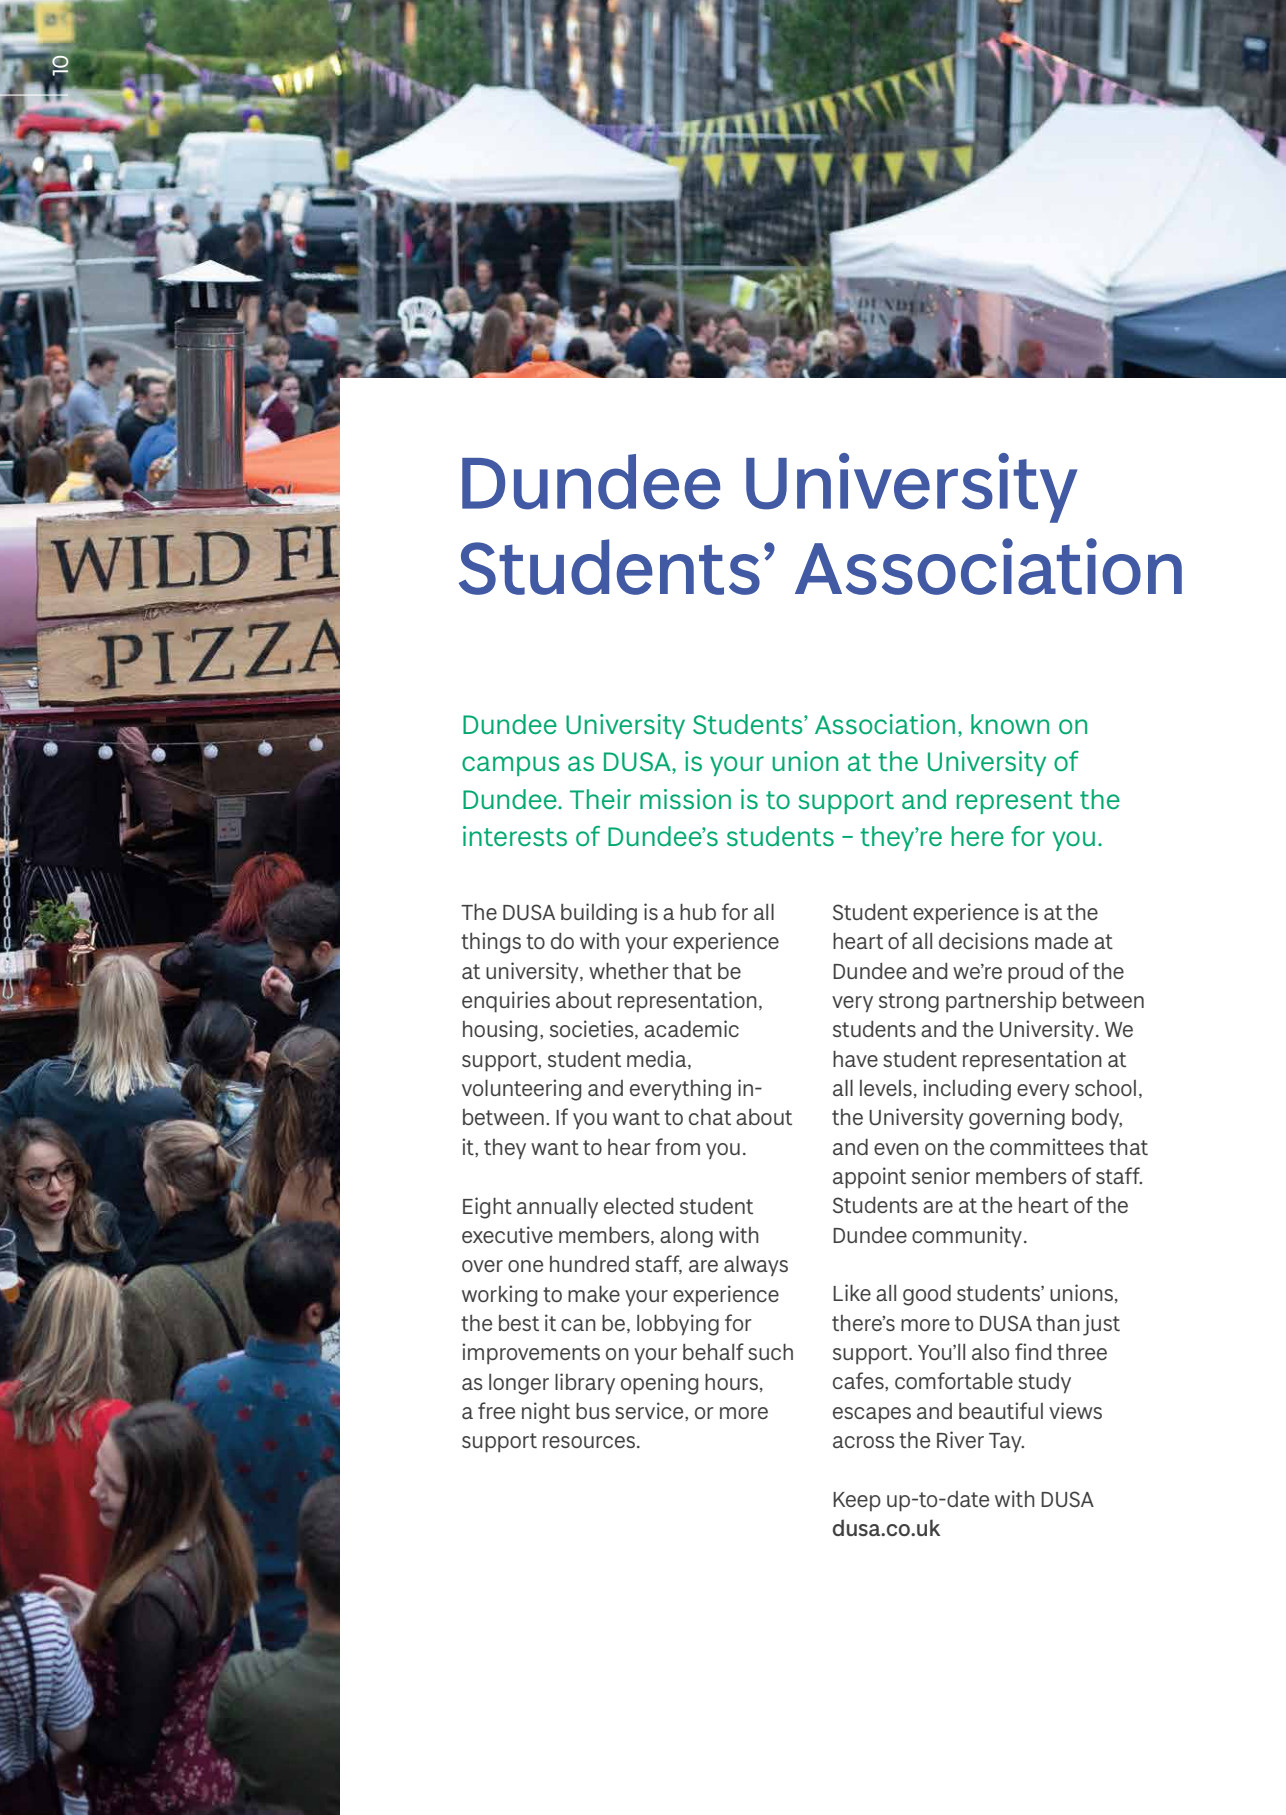 10
WILD FI
PIZZA
Dundee University
Students’ Association
Dundee University Students’ Association, known on
campus as DUSA, is your union at the University of
Dundee. Their mission is to support and represent the
interests of Dundee’s students – they’re here for you.
The DUSA building is a hub for all
things to do with your experience
at university, whether that be
enquiries about representation,
housing, societies, academic
support, student media,
volunteering and everything in-
between. If you want to chat about
it, they want to hear from you.
Eight annually elected student
executive members, along with
over one hundred staff, are always
working to make your experience
the best it can be, lobbying for
improvements on your behalf such
as longer library opening hours,
a free night bus service, or more
support resources.
Student experience is at the
heart of all decisions made at
Dundee and we’re proud of the
very strong partnership between
students and the University. We
have student representation at
all levels, including every school,
the University governing body,
and even on the committees that
appoint senior members of staff.
Students are at the heart of the
Dundee community.
Like all good students’ unions,
there’s more to DUSA than just
support. You’ll also find three
cafes, comfortable study
escapes and beautiful views
across the River Tay.
Keep up-to-date with DUSA
dusa.co.uk